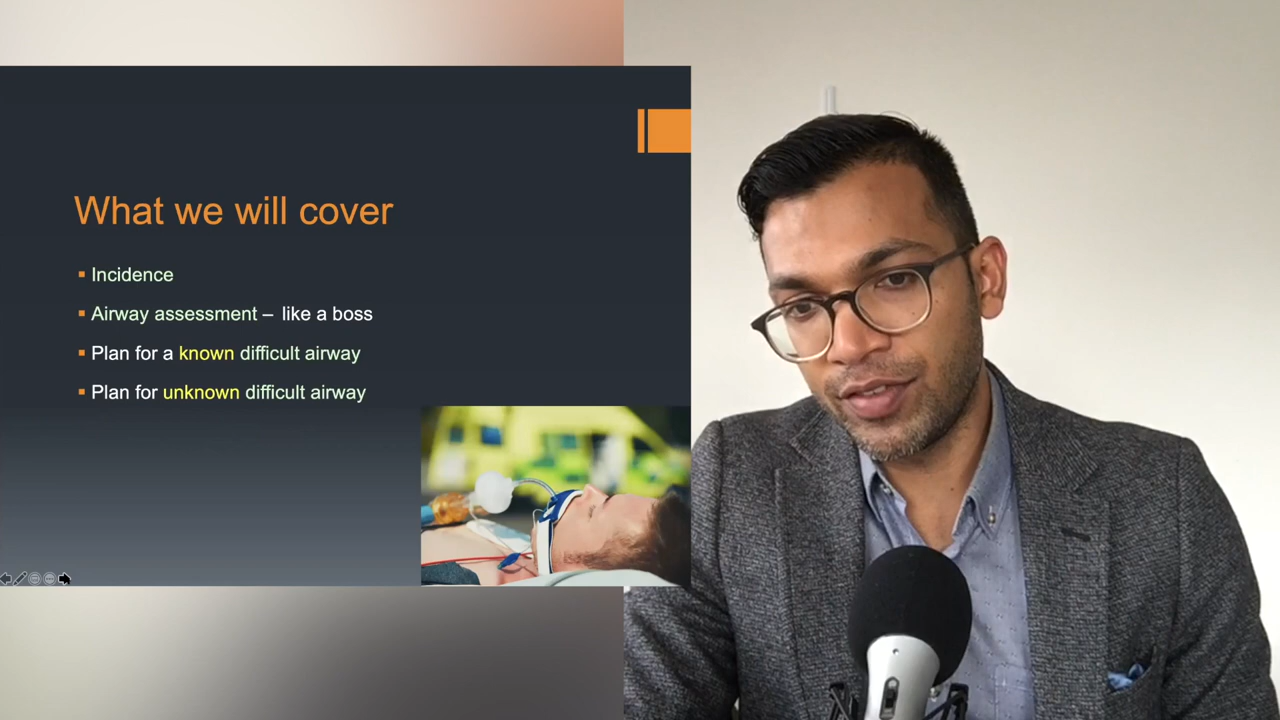 What we will cover
Incidence
Airway assessment – like a boss
Plan for a known difficult airway
Plan for unknown difficult airway